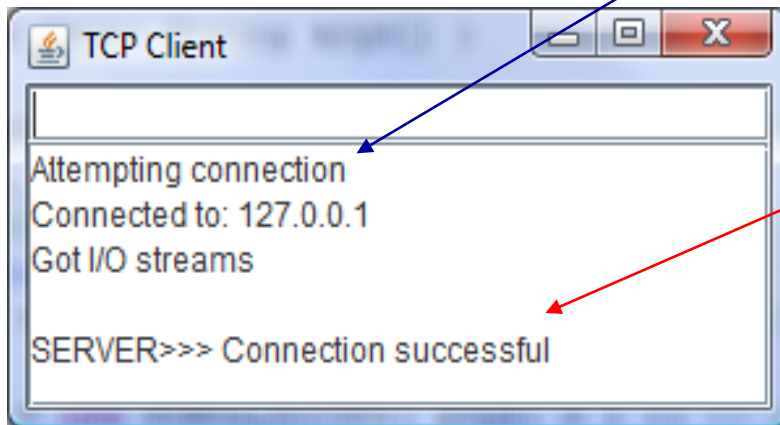 TCP Client
Attempting connection
Connected to: 127.0.0.1
Got I/O streams
SERVER>>> Connection successful